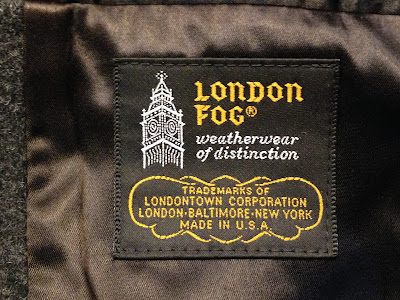 LONDON
FOG®
weatherwear
of distinction
TRADEMARKS OF
LONDONTOWN CORPORATION
LONDON·BALTIMORE·NEW YORK
MADE IN U.S.A.